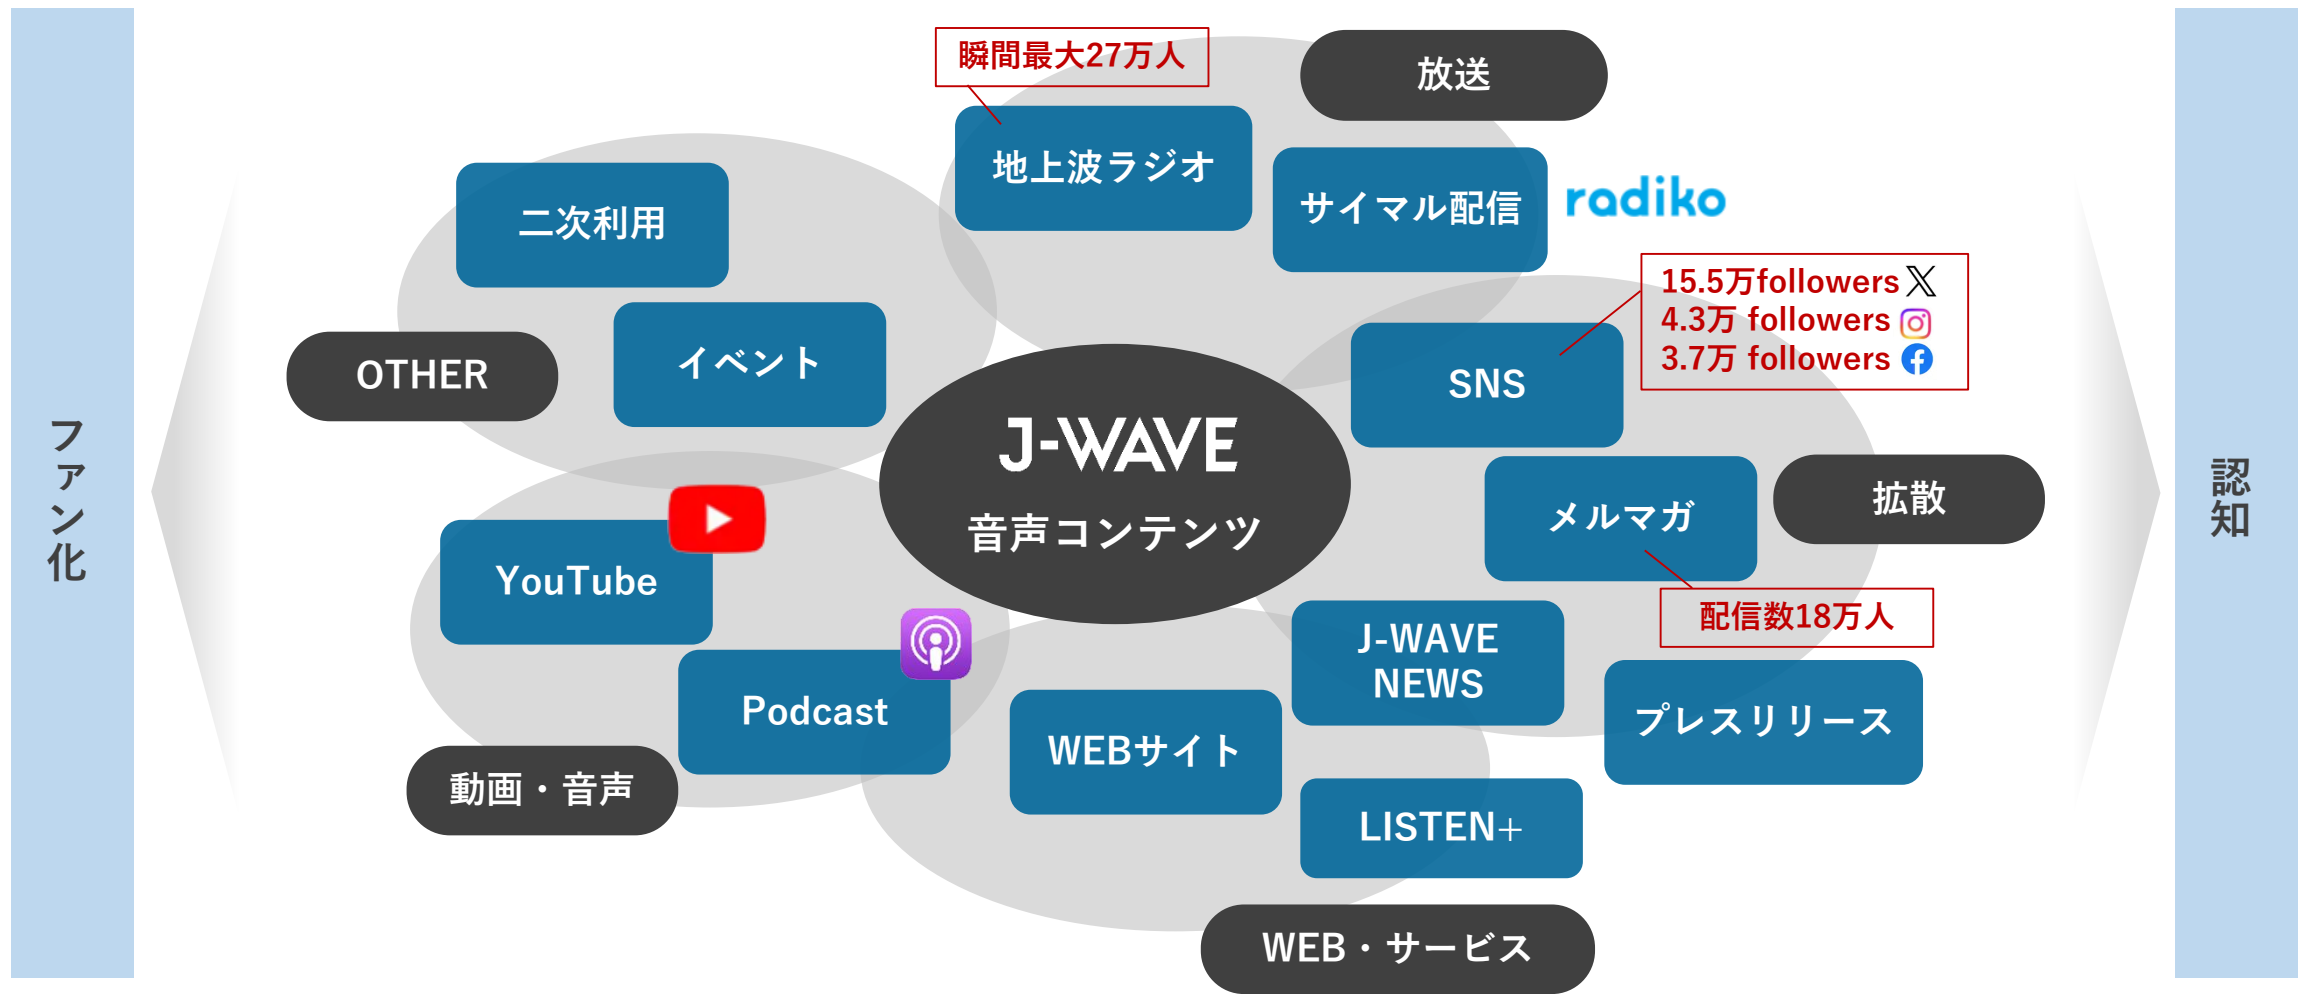 瞬間最大27万人
放送
地上波ラジオ
サイマル配信
radiko
二次利用
イベント
OTHER
15.5万followers
4.3万 followers
3.7万 followers
SNS
J-WAVE
音声コンテンツ
メルマガ
拡散
配信数18万人
ファン化
認知
YouTube
Podcast
動画・音声
J-WAVE
NEWS
プレスリリース
WEBサイト
LISTEN+
WEB・サービス